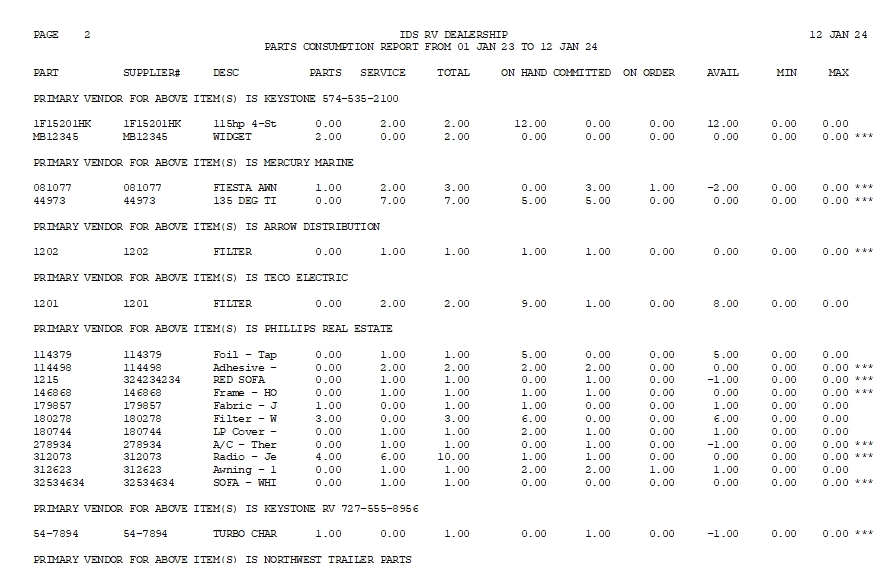 PAGE    2                                        IDS RV DEALERSHIP                                        12 JAN 24
PARTS CONSUMPTION REPORT FROM 01 JAN 23 TO 12 JAN 24
PART SUPPLIER# DESC PARTS SERVICE TOTAL ON HAND COMMITTED ON ORDER AVAIL MIN MAX
PRIMARY VENDOR FOR ABOVE ITEM(S) IS KEYSTONE 574-535-2100
1F15201HK 1F15201HK 115hp 4-St 0.00 2.00 2.00 12.00 0.00 0.00 12.00 0.00 0.00
MB12345 MB12345 WIDGET 2.00 0.00 2.00 0.00 0.00 0.00 0.00 0.00 0.00 ***
PRIMARY VENDOR FOR ABOVE ITEM(S) IS MERCURY MARINE
081077 081077 FIESTA AWN 1.00 2.00 3.00 0.00 3.00 1.00 -2.00 0.00 0.00 ***
44973 44973 135 DEG TI 0.00 7.00 7.00 5.00 5.00 0.00 0.00 0.00 0.00 ***
PRIMARY VENDOR FOR ABOVE ITEM(S) IS ARROW DISTRIBUTION
1202 1202 FILTER 0.00 1.00 1.00 1.00 1.00 0.00 0.00 0.00 0.00 ***
PRIMARY VENDOR FOR ABOVE ITEM(S) IS TECO ELECTRIC
1201 1201 FILTER 0.00 2.00 2.00 9.00 1.00 0.00 8.00 0.00 0.00
PRIMARY VENDOR FOR ABOVE ITEM(S) IS PHILLIPS REAL ESTATE
114379 114379 Foil - Tap 0.00 1.00 1.00 5.00 0.00 0.00 5.00 0.00 0.00
114498 114498 Adhesive - 0.00 2.00 2.00 2.00 2.00 0.00 0.00 0.00 0.00 ***
1215 324234234 RED SOFA 0.00 1.00 1.00 0.00 1.00 0.00 -1.00 0.00 0.00 ***
146868 146868 Frame - HO 0.00 1.00 1.00 1.00 1.00 0.00 0.00 0.00 0.00 ***
179857 179857 Fabric - J 1.00 0.00 1.00 1.00 0.00 0.00 1.00 0.00 0.00
180278 180278 Filter - W 3.00 0.00 3.00 6.00 0.00 0.00 6.00 0.00 0.00
180744 180744 LP Cover - 0.00 1.00 1.00 2.00 1.00 0.00 1.00 0.00 0.00
278934 278934 A/C - Ther 0.00 1.00 1.00 0.00 1.00 0.00 -1.00 0.00 0.00 ***
312073 312073 Radio - Je 4.00 6.00 10.00 1.00 1.00 0.00 0.00 0.00 0.00 ***
312623 312623 Awning - 1 0.00 1.00 1.00 2.00 2.00 1.00 1.00 0.00 0.00
32534634 32534634 SOFA - WHI 0.00 1.00 1.00 0.00 0.00 0.00 0.00 0.00 0.00 ***
PRIMARY VENDOR FOR ABOVE ITEM(S) IS KEYSTONE RV 727-555-8956
54-7894 54-7894 TURBO CHAR 1.00 0.00 1.00 0.00 1.00 0.00 -1.00 0.00 0.00 ***
PRIMARY VENDOR FOR ABOVE ITEM(S) IS NORTHWEST TRAILER PARTS